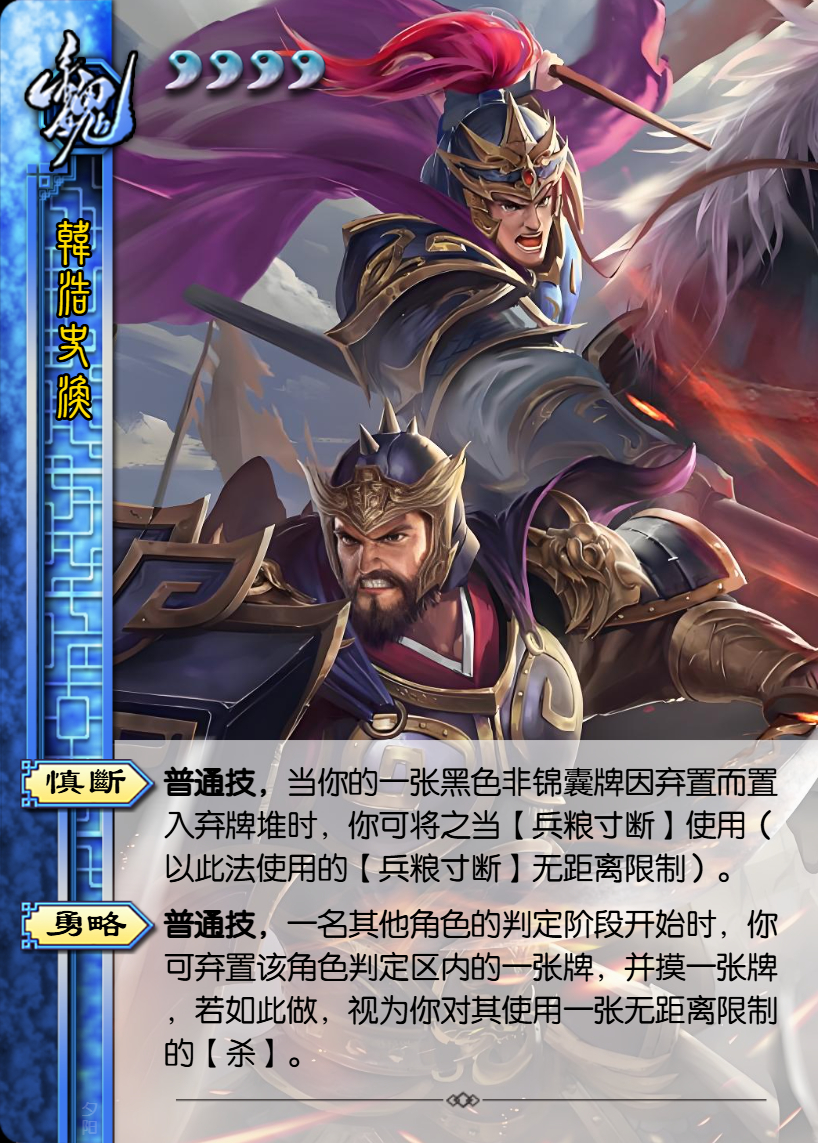 魏
韓浩史渙
慎斷
普通技，当你的一张黑色非锦囊牌因弃置而置
入弃牌堆时，你可将之当【兵粮寸断】使用（
以此法使用的【兵粮寸断】无距离限制）。
勇略
普通技，一名其他角色的判定阶段开始时，你
可弃置该角色判定区内的一张牌，并摸一张牌
，若如此做，视为你对其使用一张无距离限制
的【杀】。
夕阳